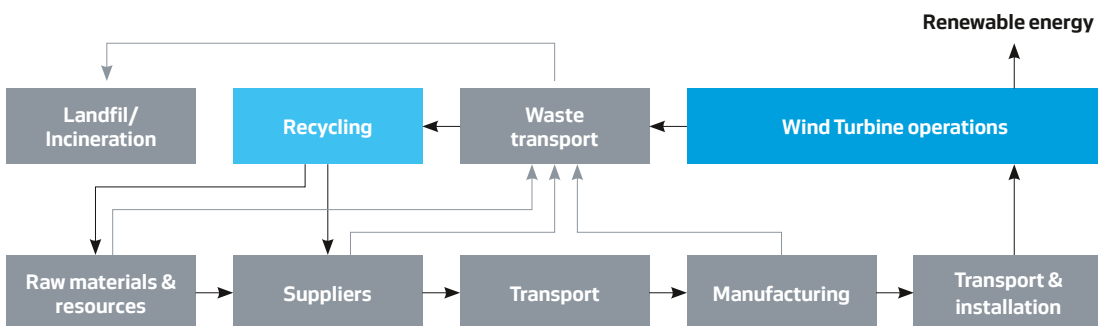 Renewable energy
Landfil/
Incineration
Recycling
Waste
transport
Wind Turbine operations
Raw materials &
resources
Suppliers
Transport
Manufacturing
Transport &
installation